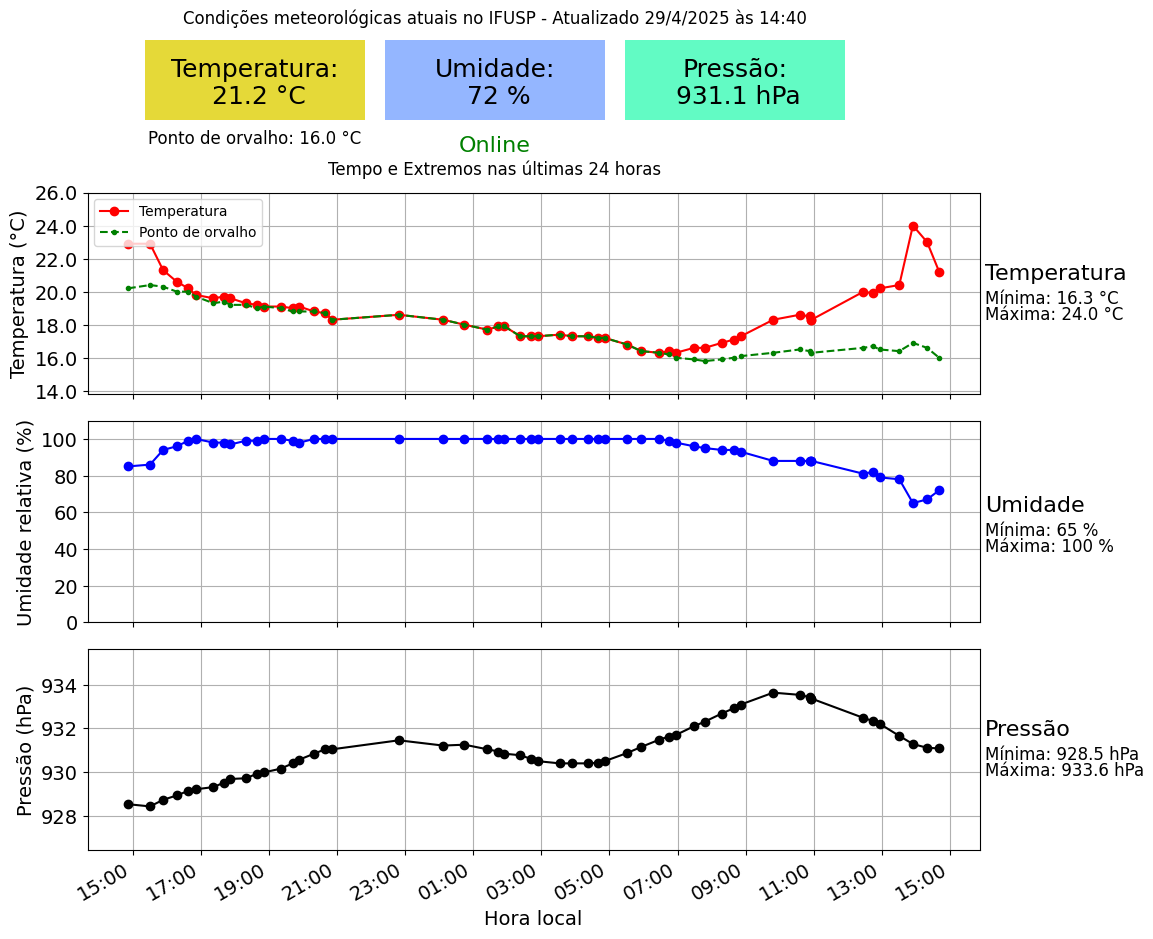 Condições meteorológicas atuais no IFUSP - Atualizado 29/4/2025 às 14:40
Temperatura:
21.2 °C
Umidade:
72 %
Pressão:
931.1 hPa
Ponto de orvalho: 16.0 °C
Online
Tempo e Extremos nas últimas 24 horas
Temperatura (°C)
26.0
24.0
22.0
20.0
18.0
16.0
14.0
Temperatura
Ponto de orvalho
Temperatura
Mínima: 16.3 °C
Máxima: 24.0 °C
Umidade relativa (%)
100
80
60
40
20
0
Umidade
Mínima: 65 %
Máxima: 100 %
Pressão (hPa)
934
932
930
928
Pressão
Mínima: 928.5 hPa
Máxima: 933.6 hPa
15:00
17:00
19:00
21:00
23:00
01:00
03:00
05:00
07:00
09:00
11:00
13:00
15:00
Hora local